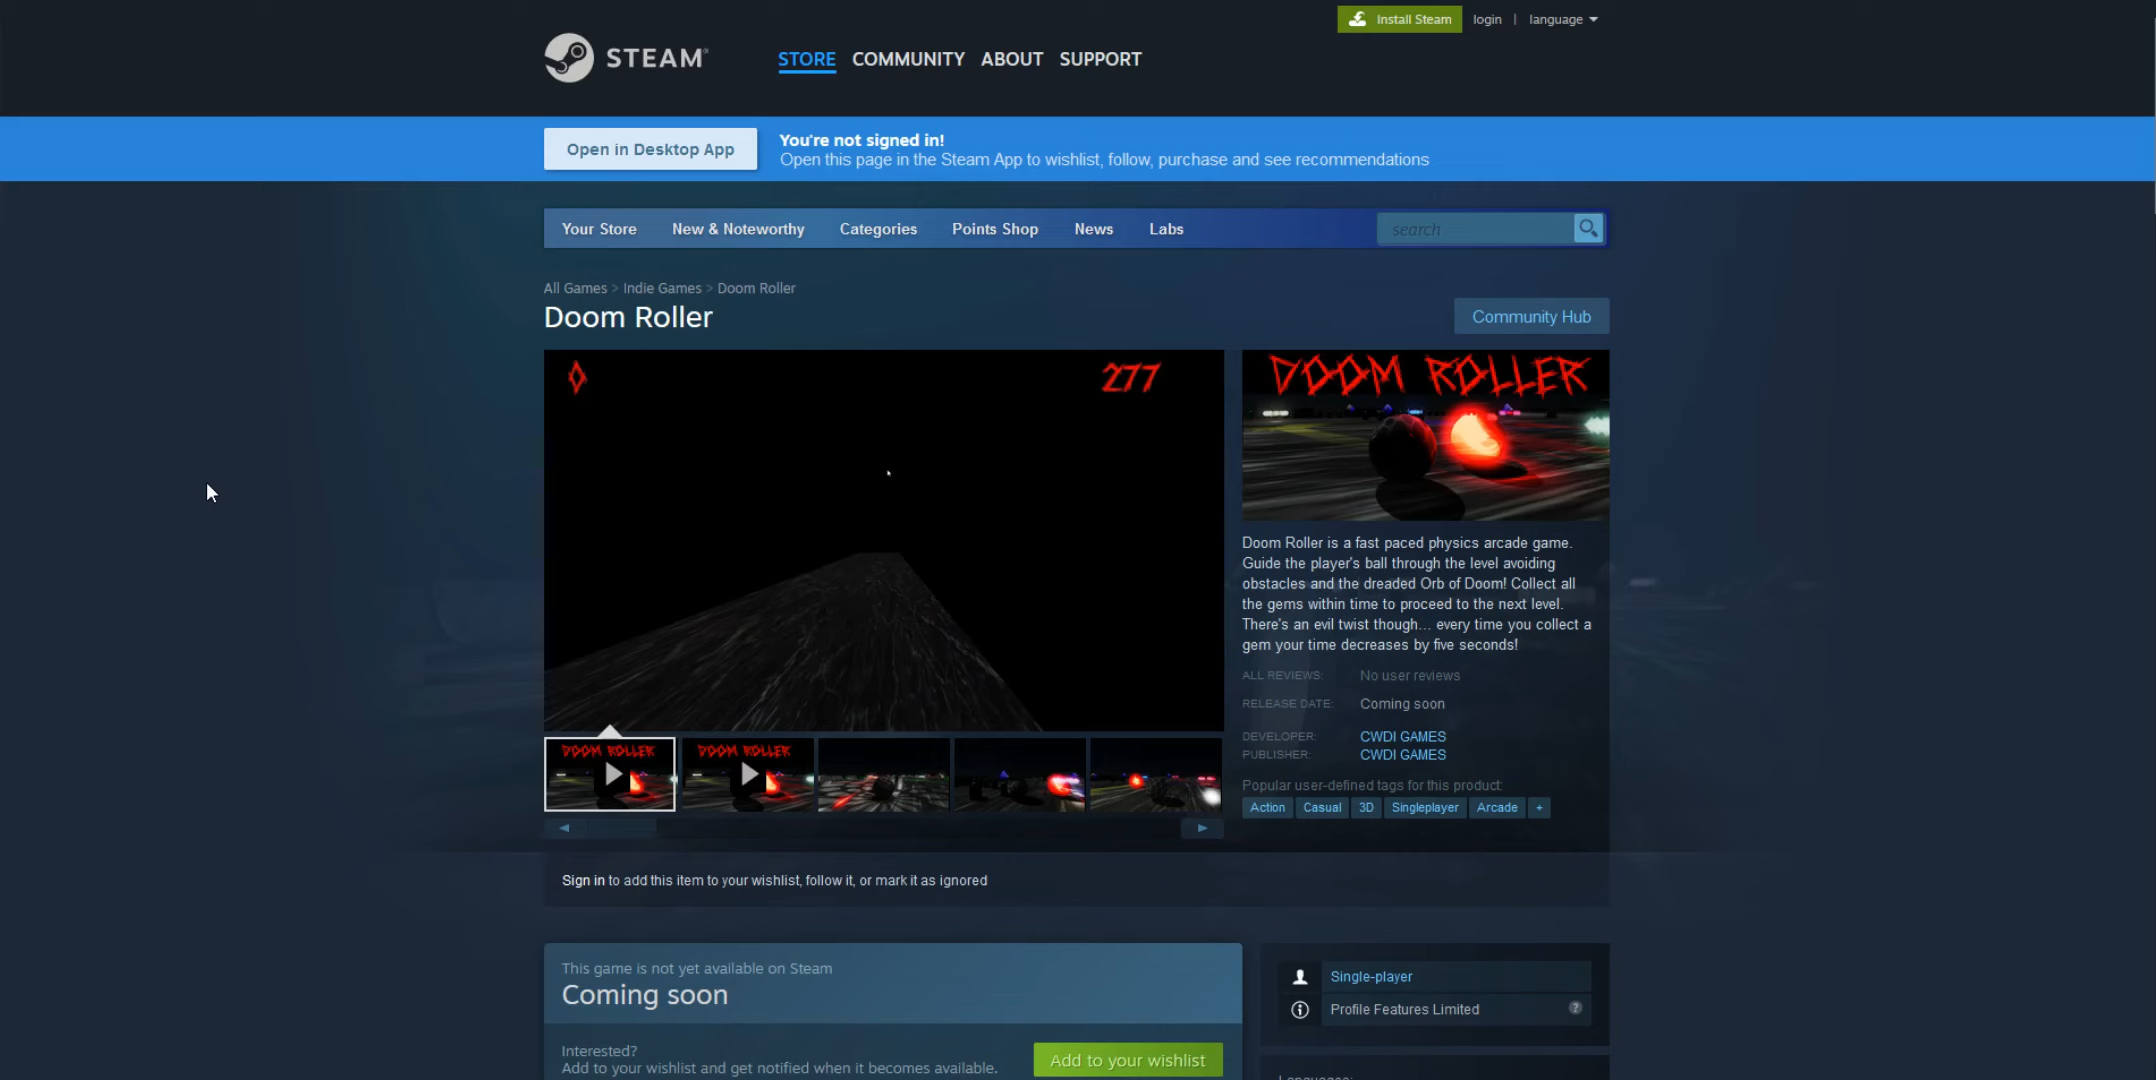 Install Steam
login
|
language
STEAM
STORE
COMMUNITY
ABOUT
SUPPORT
Open in Desktop App
You're not signed in!
Open this page in the Steam App to wishlist, follow, purchase and see recommendations
Your Store
New & Noteworthy
Categories
Points Shop
News
Labs
search
All Games > Indie Games > Doom Roller
Doom Roller
Community Hub
277
DOOM ROLLER
Doom Roller is a fast paced physics arcade game.
Guide the player's ball through the level avoiding
obstacles and the dreaded Orb of Doom! Collect all
the gems within time to proceed to the next level.
There's an evil twist though... every time you collect a
gem your time decreases by five seconds!
ALL REVIEWS: No user reviews
RELEASE DATE: Coming soon
DEVELOPER: CWDI GAMES
PUBLISHER: CWDI GAMES
Popular user-defined tags for this product:
Action
Casual
3D
Singleplayer
Arcade
+
DOOM ROLLER
DOOM ROLLER
Sign in to add this item to your wishlist, follow it, or mark it as ignored
This game is not yet available on Steam
Coming soon
Interested?
Add to your wishlist and get notified when it becomes available.
Add to your wishlist
Single-player
Profile Features Limited
?
Languages: